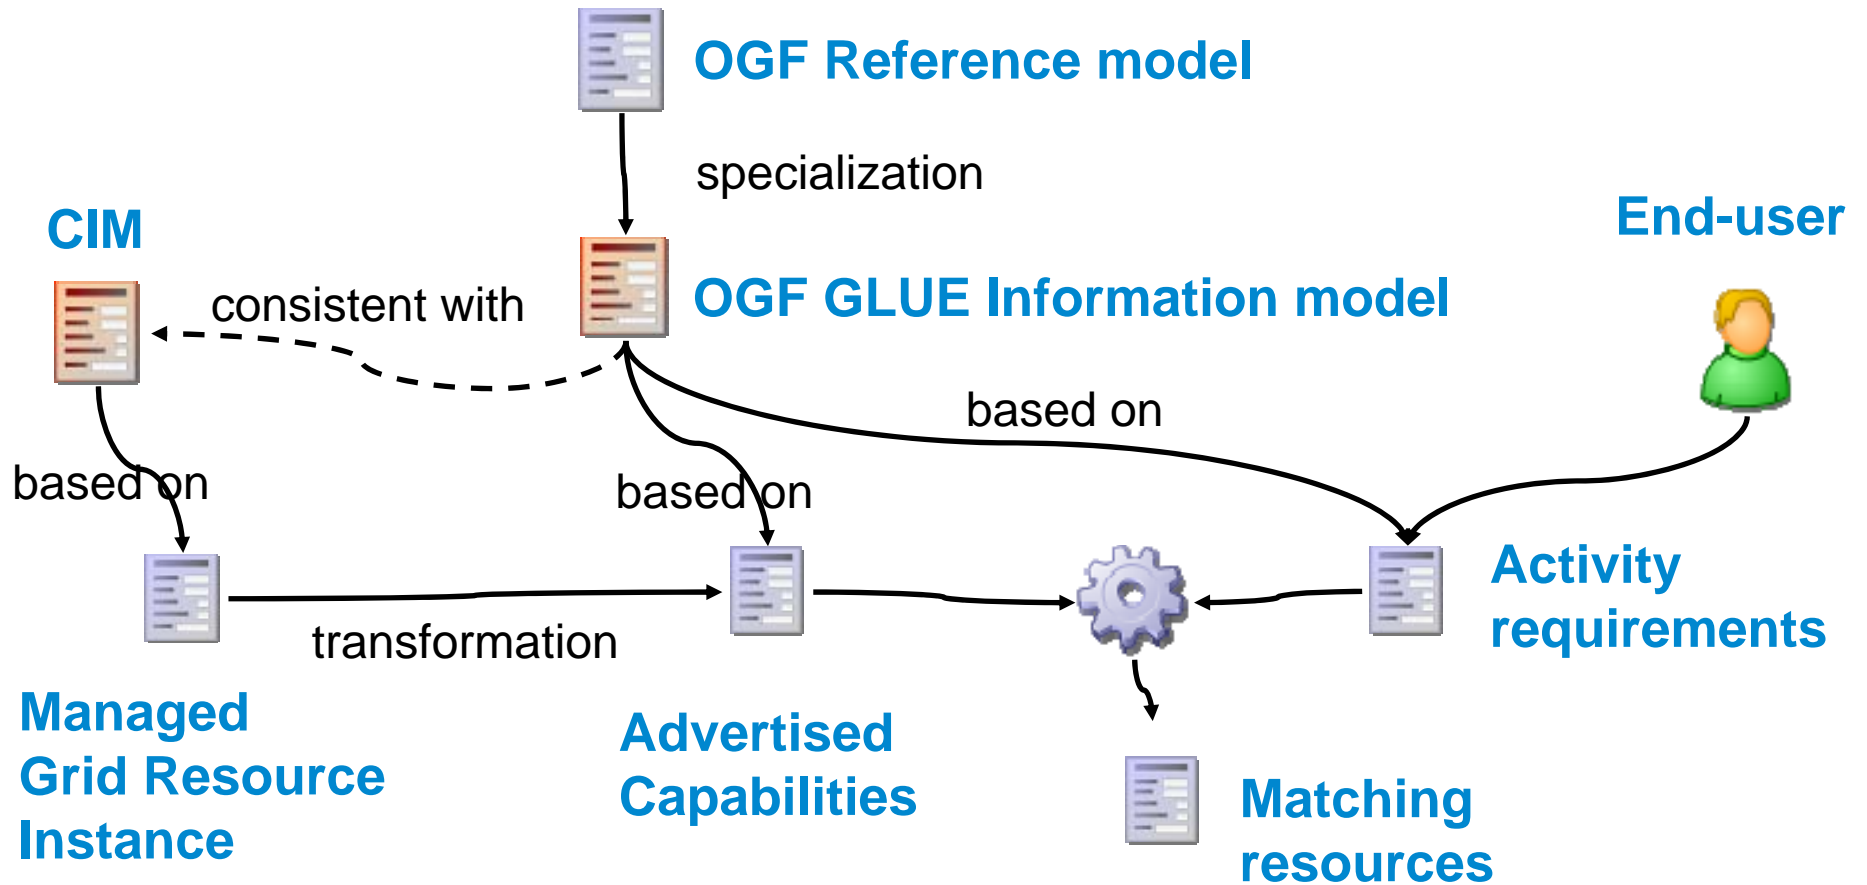 OGF Reference model
specialization
CIM
End-user
consistent with
OGF GLUE Information model
based on
based on
based on
Activity
requirements
transformation
Managed
Grid Resource
Instance
Advertised
Capabilities
Matching
resources